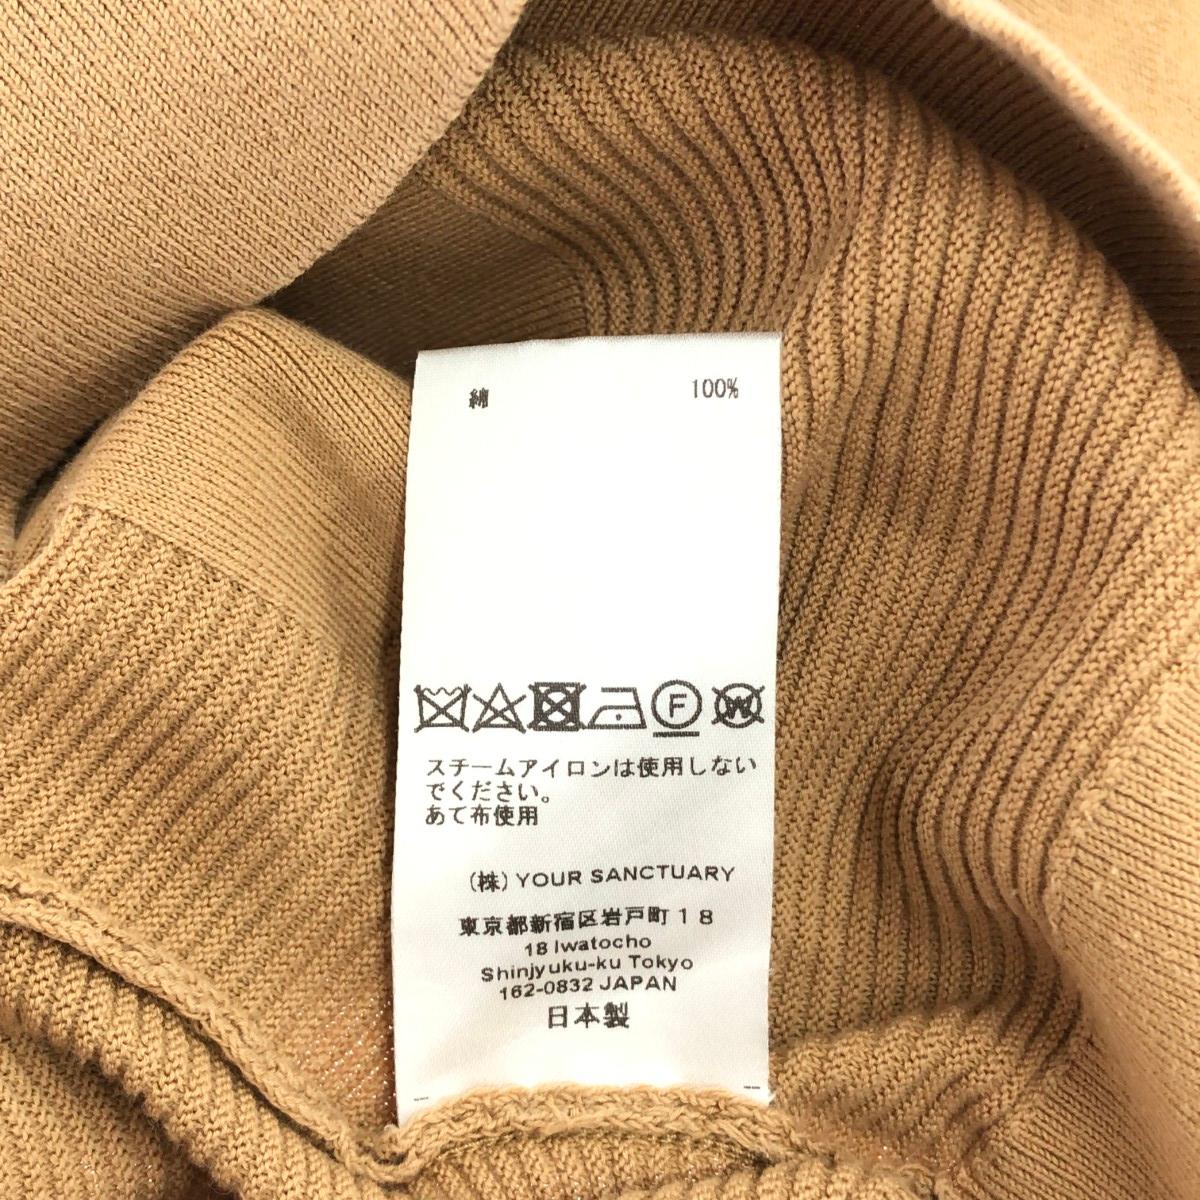 綿 100%
F W
スチームアイロンは使用しない
でください。
あて布使用
(株) YOUR SANCTUARY
東京都新宿区岩戸町18
18 Iwatocho
Shinjyuku-ku Tokyo
162-0832 JAPAN
日本製